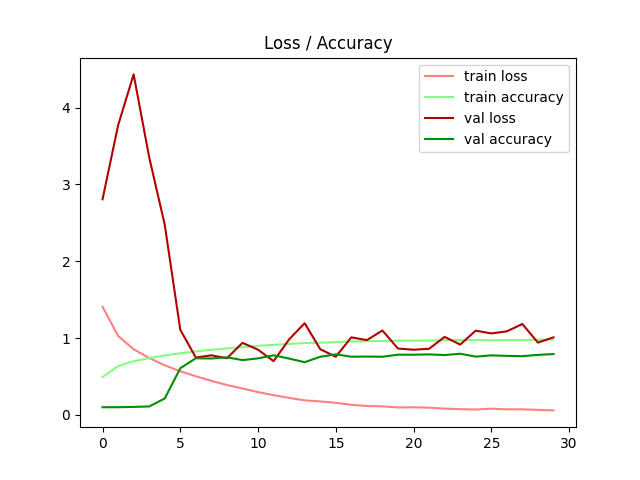 Loss / Accuracy
train loss
train accuracy
val loss
val accuracy
4
3
2
1
0
0 5 10 15 20 25 30